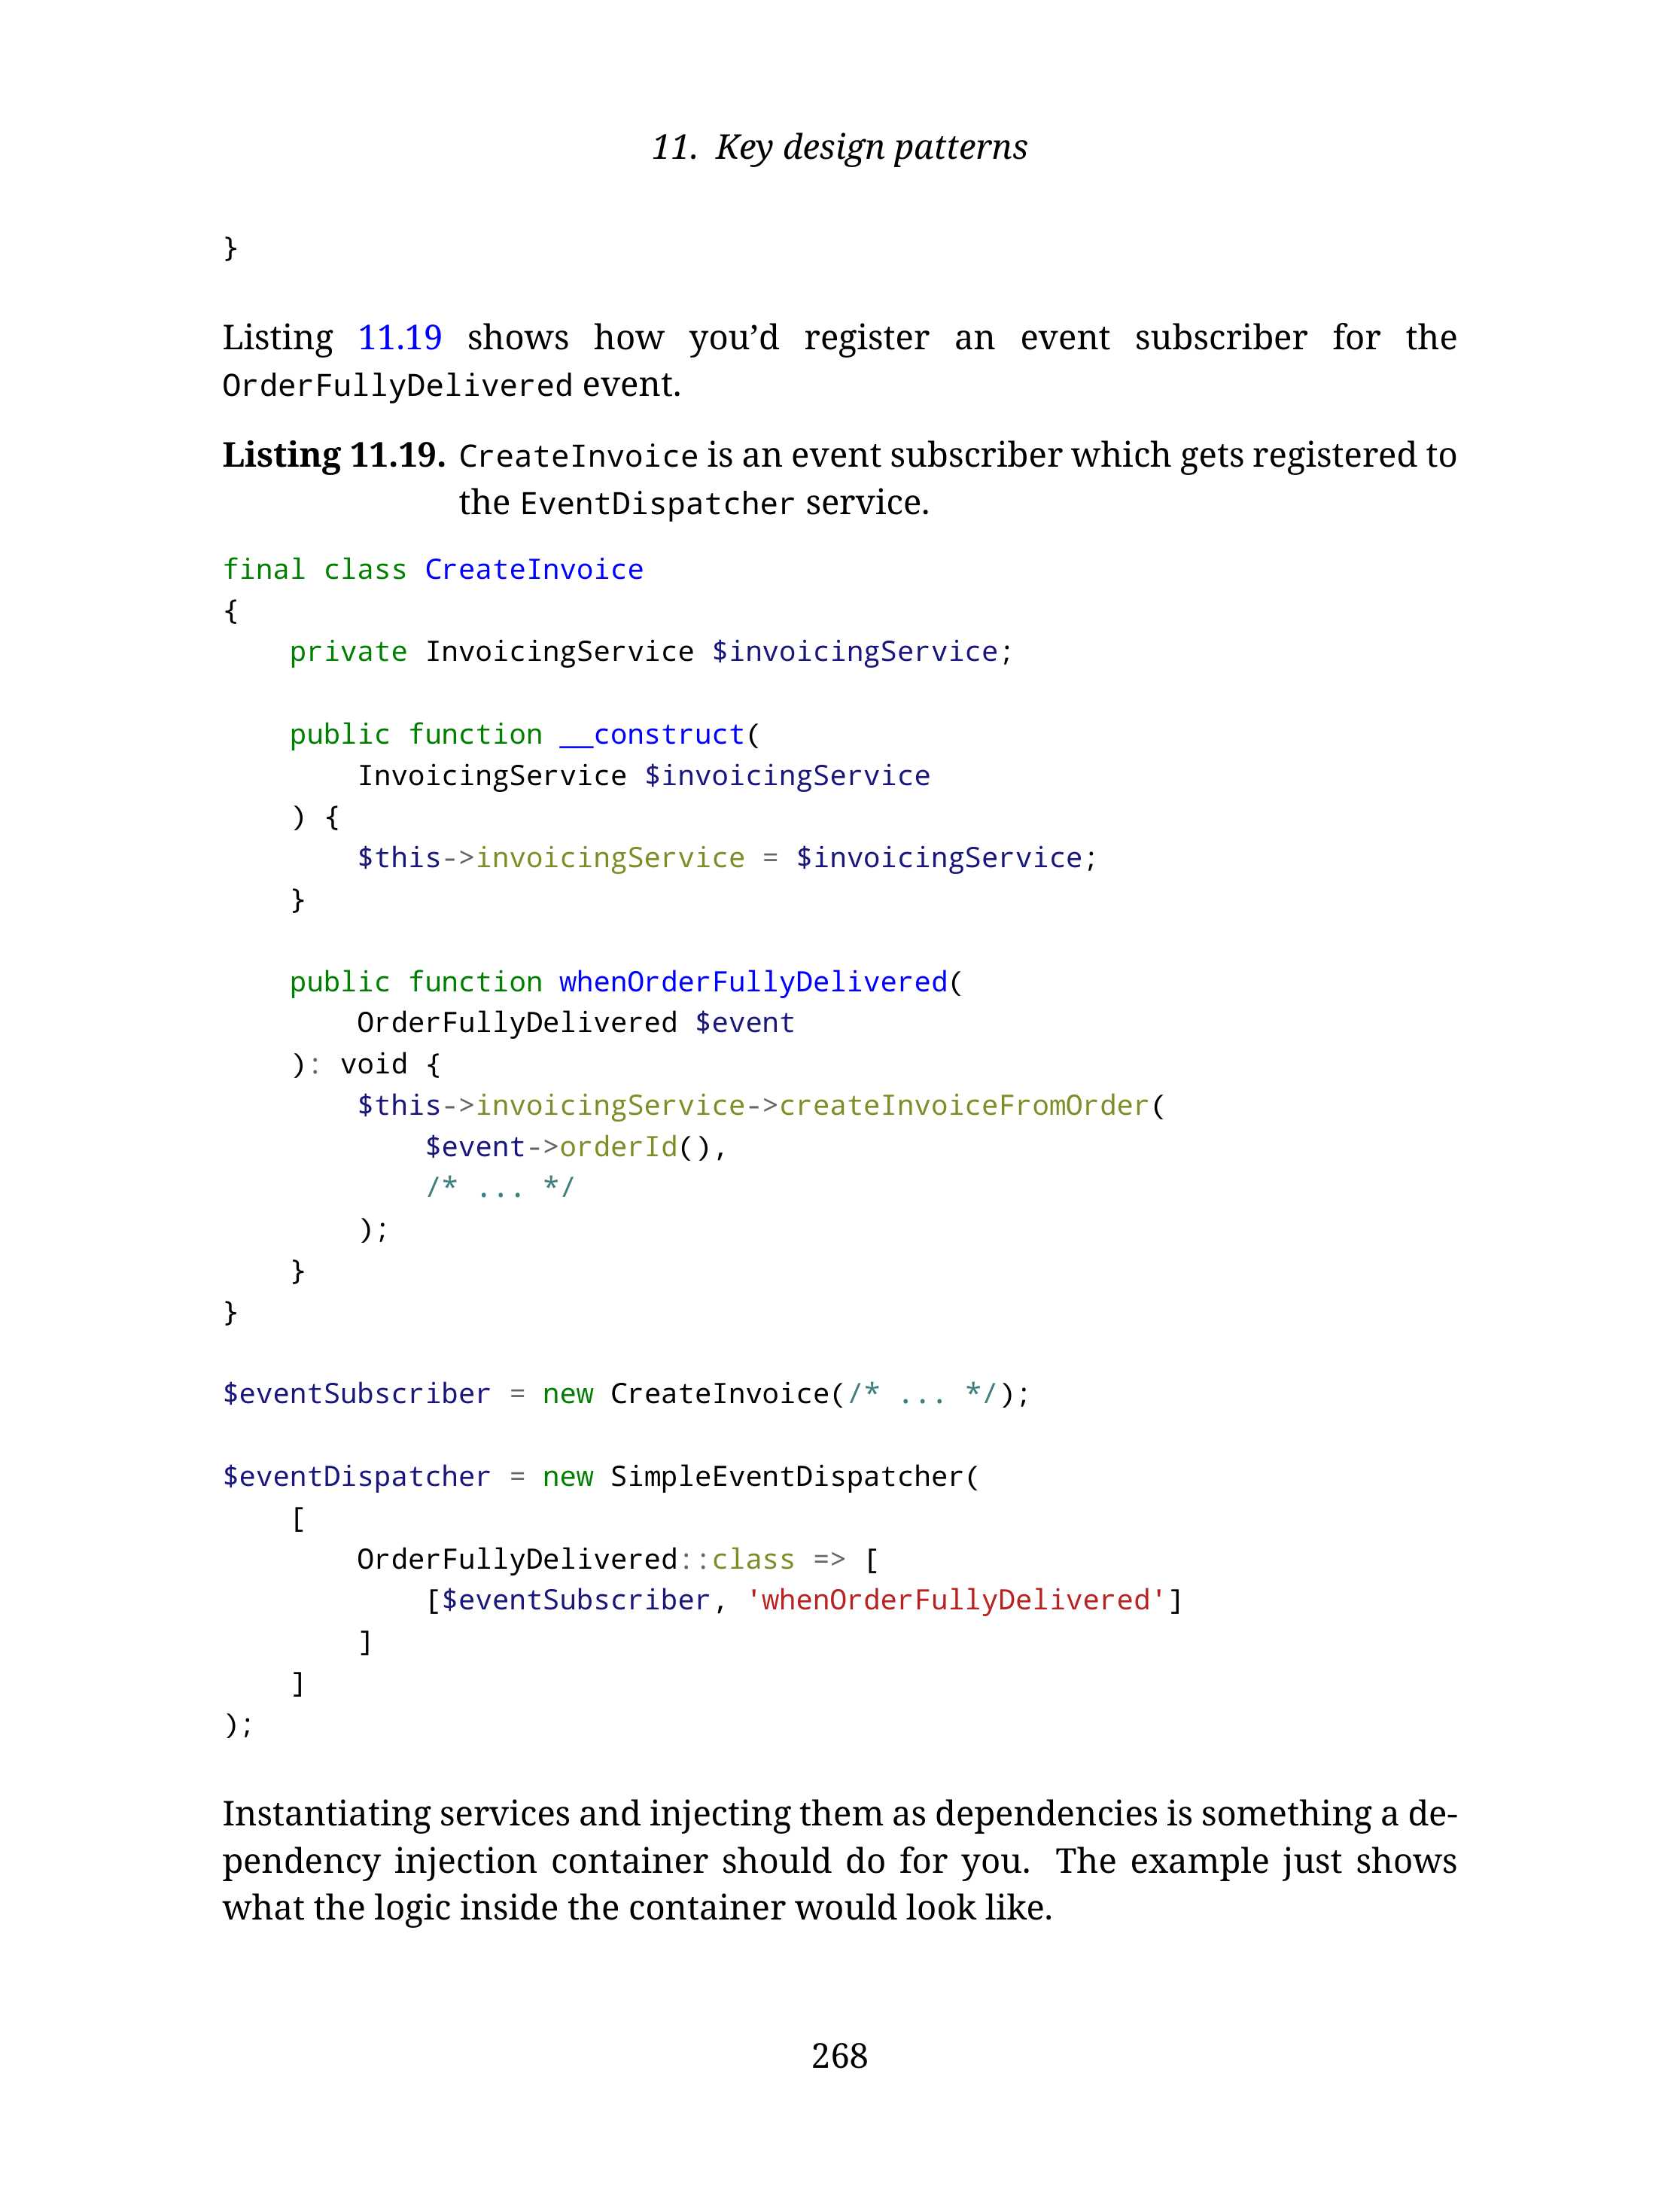 11. Key design patterns
}
Listing 11.19 shows how you’d register an event subscriber for the
OrderFullyDelivered event.
Listing 11.19. CreateInvoice is an event subscriber which gets registered to
the EventDispatcher service.
final class CreateInvoice
{
    private InvoicingService $invoicingService;

    public function __construct(
        InvoicingService $invoicingService
    ) {
        $this->invoicingService = $invoicingService;
    }

    public function whenOrderFullyDelivered(
        OrderFullyDelivered $event
    ): void {
        $this->invoicingService->createInvoiceFromOrder(
            $event->orderId(),
            /* ... */
        );
    }
}

$eventSubscriber = new CreateInvoice(/* ... */);

$eventDispatcher = new SimpleEventDispatcher(
    [
        OrderFullyDelivered::class => [
            [$eventSubscriber, 'whenOrderFullyDelivered']
        ]
    ]
);
Instantiating services and injecting them as dependencies is something a de-
pendency injection container should do for you. The example just shows
what the logic inside the container would look like.
268